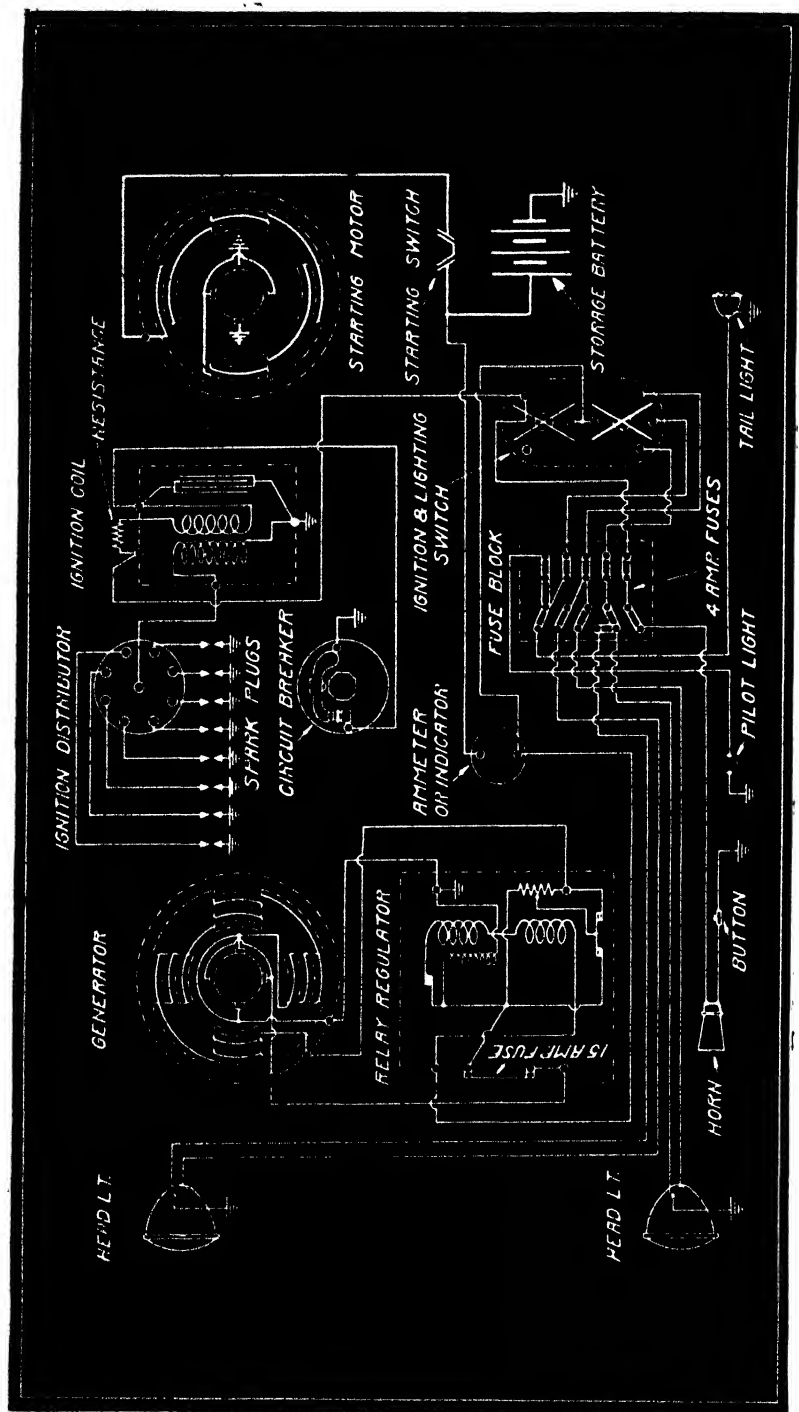 HEAD LT.
GENERATOR
IGNITION DISTRIBUTOR
IGNITION COIL
RESISTANCE
SPARK PLUGS
CIRCUIT BREAKER
STARTING MOTOR
RELAY REGULATOR
15 AMP. FUSE
AMMETER
OR INDICATOR
IGNITION & LIGHTING
SWITCH
STARTING SWITCH
FUSE BLOCK
STORAGE BATTERY
4 AMP. FUSES
HEAD LT.
HORN
BUTTON
PILOT LIGHT
TAIL LIGHT